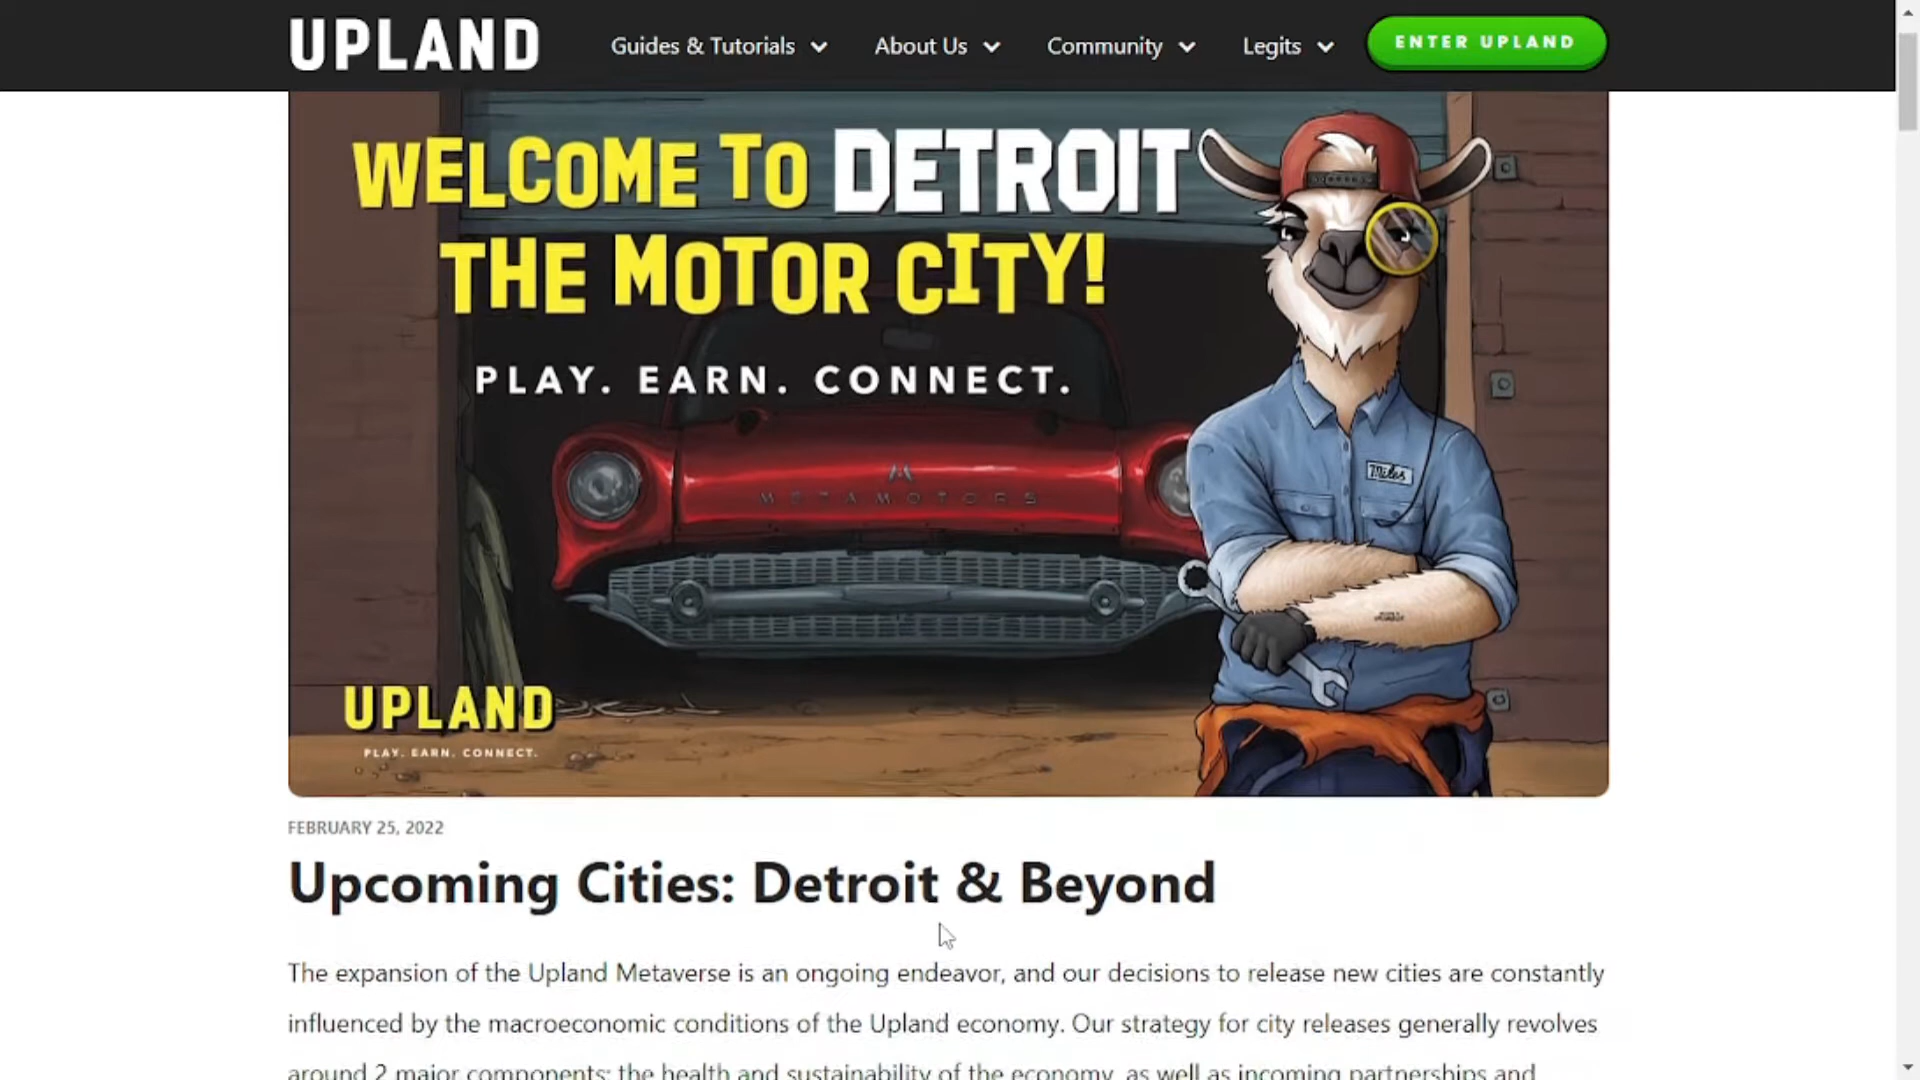 UPLAND
Guides & Tutorials
About Us
Community
Legits
ENTER UPLAND
WELCOME TO DETROIT
THE MOTOR CITY!
PLAY. EARN. CONNECT.
Miles
METAMOTORS
UPLAND
PLAY. EARN. CONNECT.
FEBRUARY 25, 2022
Upcoming Cities: Detroit & Beyond
The expansion of the Upland Metaverse is an ongoing endeavor, and our decisions to release new cities are constantly
influenced by the macroeconomic conditions of the Upland economy. Our strategy for city releases generally revolves
around 2 major components: the health and sustainability of the economy, as well as incoming partnerships and